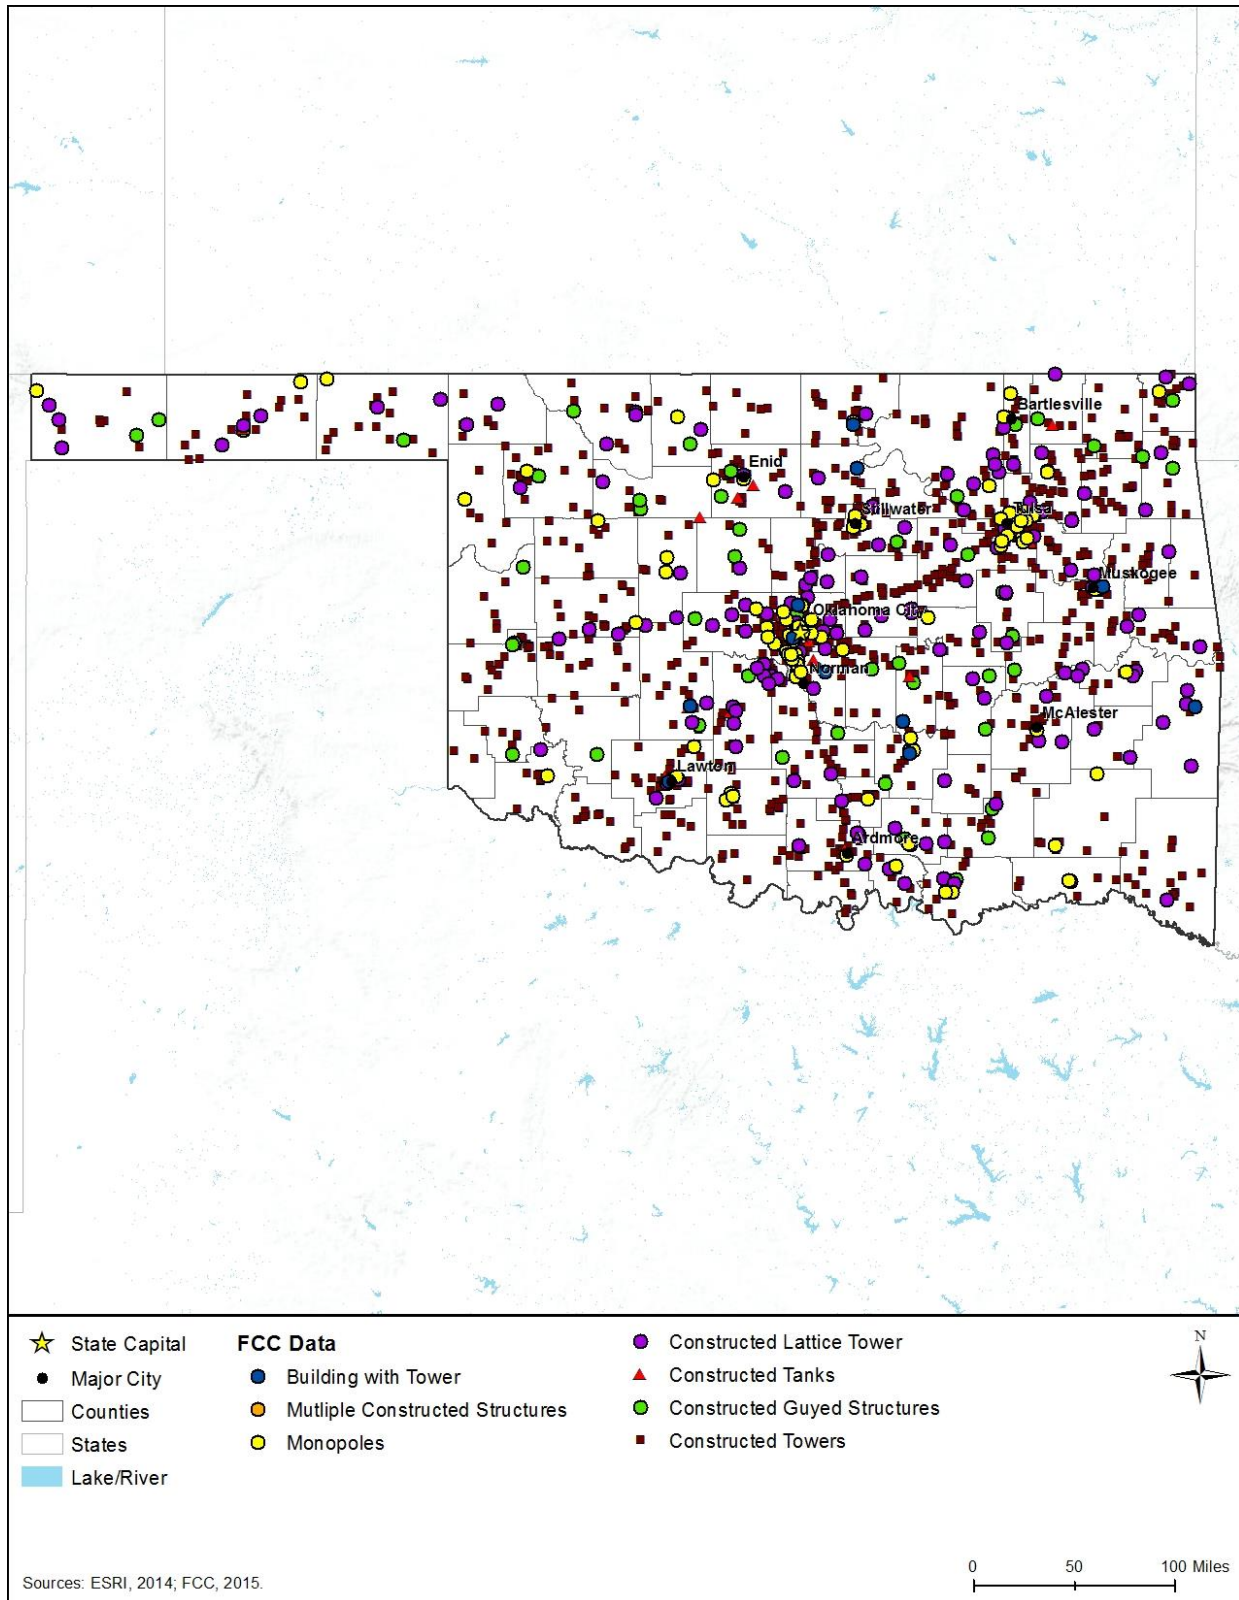 Bartlesville
Enid
Stillwater
Tulsa
Muskogee
Oklahoma City
Norman
McAlester
Lawton
Ardmore
State Capital
Major City
Counties
States
Lake/River
FCC Data
Building with Tower
Mutliple Constructed Structures
Monopoles
Constructed Lattice Tower
Constructed Tanks
Constructed Guyed Structures
Constructed Towers
N
Sources: ESRI, 2014; FCC, 2015.
0 50 100 Miles